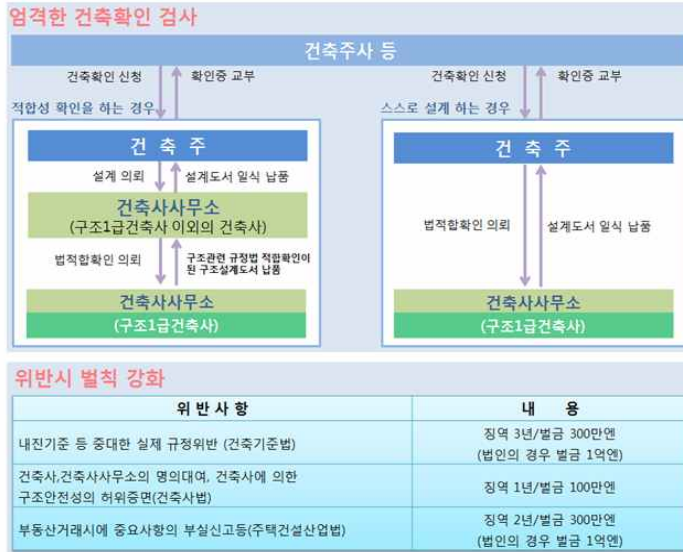 엄격한 건축확인 검사
건축주사 등
건축확인 신청
확인증 교부
건축확인 신청
확인증 교부
적합성 확인을 하는 경우
스스로 설계 하는 경우
건 축 주
설계 의뢰
설계도서 일식 납품
건축사사무소
(구조1급건축사 이외의 건축사)
법적합확인 의뢰
구조관련 규정법 적합확인이
된 구조설계도서 납품
건축사사무소
(구조1급건축사)
건 축 주
법적합확인 의뢰
설계도서 일식 납품
건축사사무소
(구조1급건축사)
위반시 벌칙 강화
위 반 사 항
내 용
내진기준 등 중대한 실제 규정위반 (건축기준법)
징역 3년/벌금 300만엔
(법인의 경우 벌금 1억엔)
건축사,건축사사무소의 명의대여, 건축사에 의한
구조안전성의 허위증면(건축사법)
징역 1년/벌금 100만엔
부동산거래시에 중요사항의 부실신고등(주택건설산업법)
징역 2년/벌금 300만엔
(법인의 경우 벌금 1억엔)